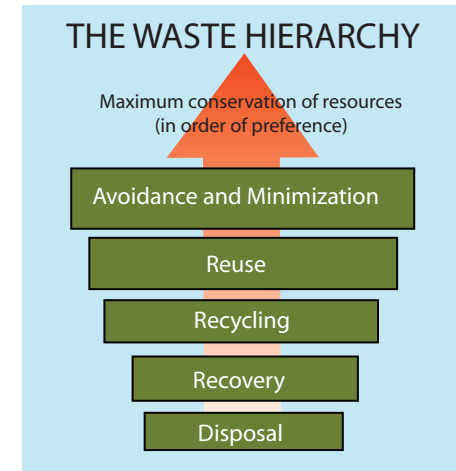 THE WASTE HIERARCHY
Maximum conservation of resources
(in order of preference)
Avoidance and Minimization
Reuse
Recycling
Recovery
Disposal